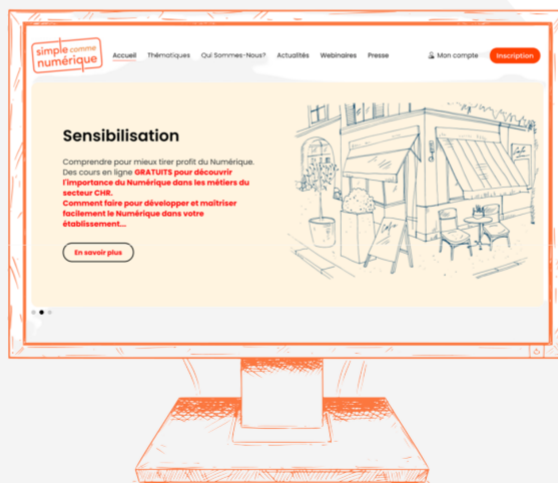 simple comme
numérique
Accueil Thématiques Qui Sommes-Nous? Actualités Webinaires Presse Mon compte Inscription
Sensibilisation
Comprendre pour mieux tirer profit du Numérique.
Des cours en ligne GRATUITS pour découvrir
l'importance du Numérique dans les métiers du
secteur CHR.
Comment faire pour développer et maîtriser
facilement le Numérique dans votre
établissement...
En savoir plus